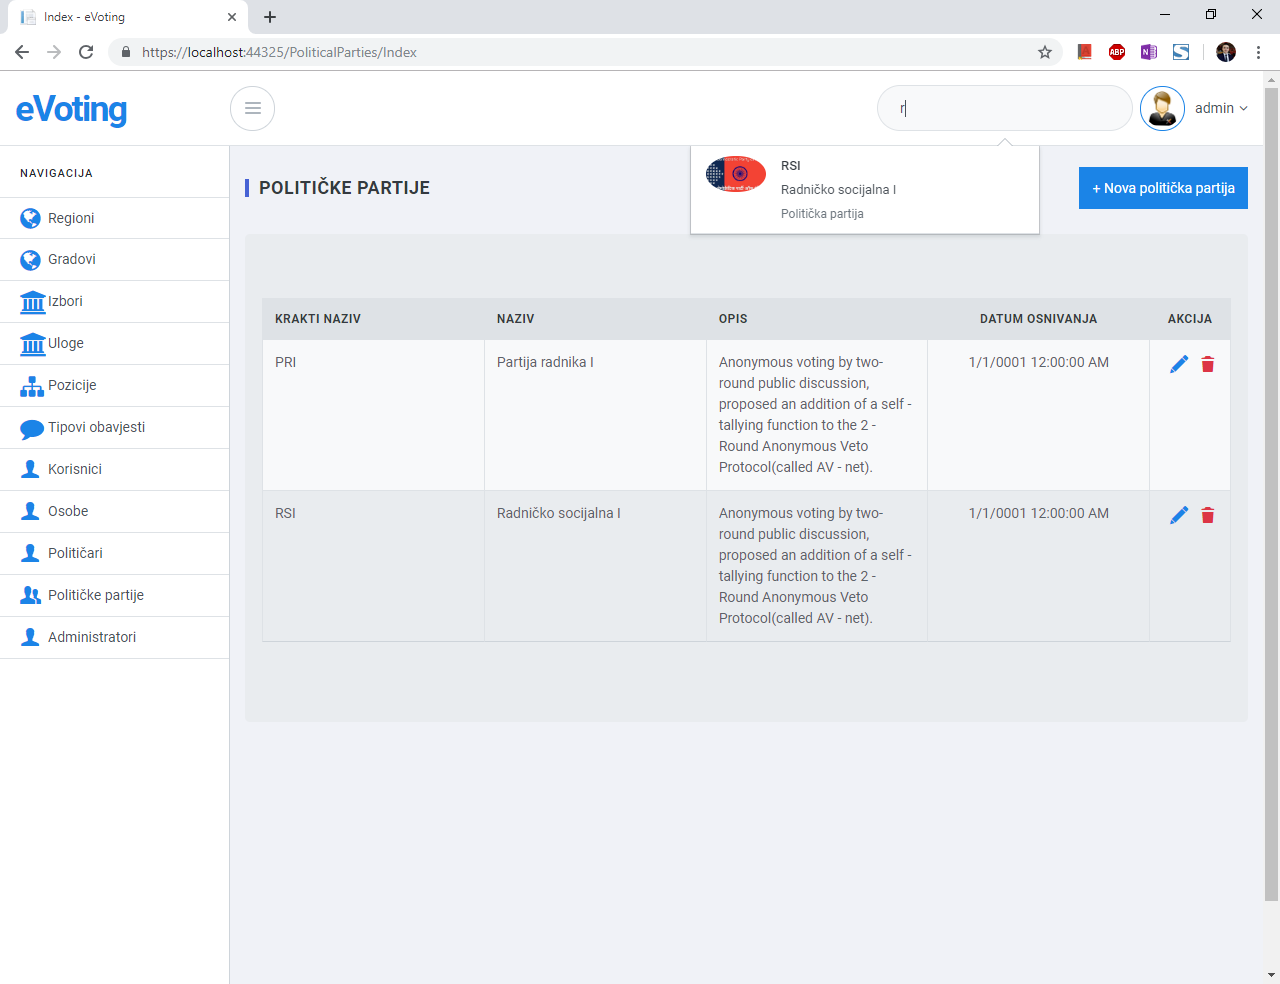 Index - eVoting
https://localhost:44325/PoliticalParties/Index
ABP
eVoting
r
admin
NAVIGACIJA
Regioni
Gradovi
Izbori
Uloge
Pozicije
Tipovi obavjesti
Korisnici
Osobe
Političari
Političke partije
Administratori
POLITIČKE PARTIJE
RSI
Radničko socijalna I
Politička partija
+ Nova politička partija
KRAKTI NAZIV NAZIV OPIS DATUM OSNIVANJA AKCIJA
PRI Partija radnika I Anonymous voting by two- 1/1/0001 12:00:00 AM
round public discussion,
proposed an addition of a self -
tallying function to the 2 -
Round Anonymous Veto
Protocol(called AV - net).
RSI Radničko socijalna I Anonymous voting by two- 1/1/0001 12:00:00 AM
round public discussion,
proposed an addition of a self -
tallying function to the 2 -
Round Anonymous Veto
Protocol(called AV - net).